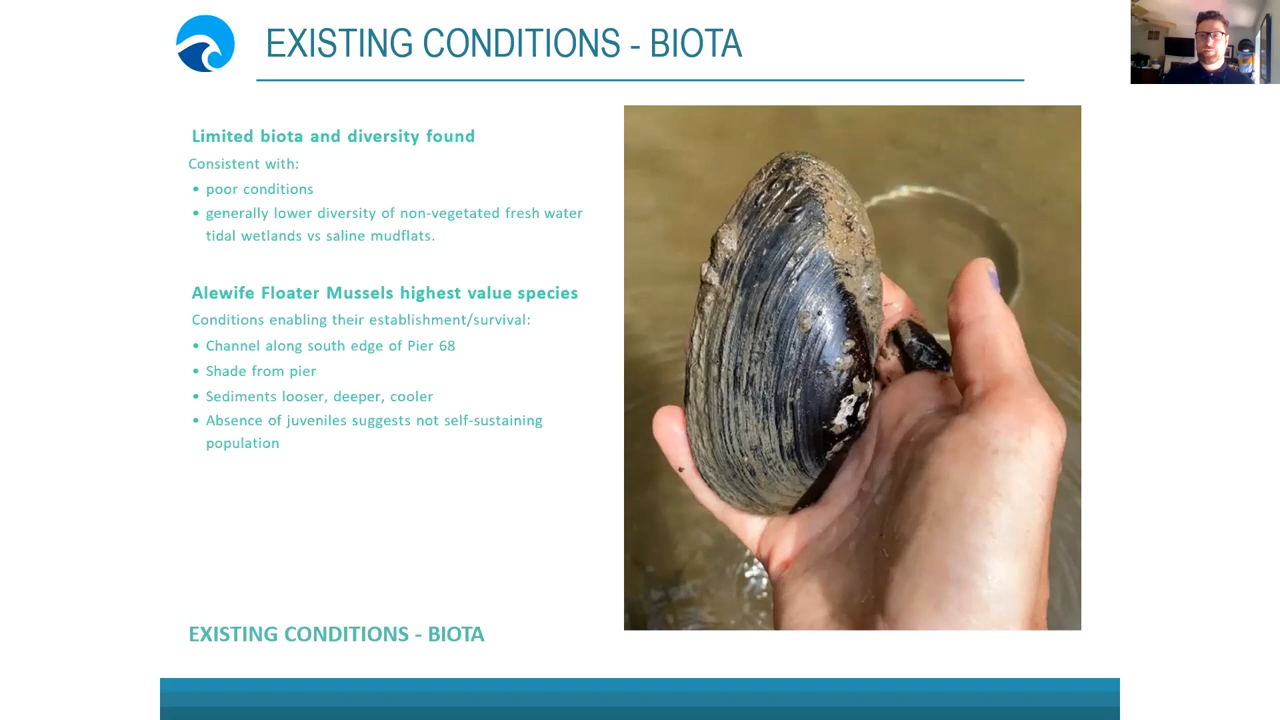 EXISTING CONDITIONS - BIOTA
Limited biota and diversity found
Consistent with:
• poor conditions
• generally lower diversity of non-vegetated fresh water
tidal wetlands vs saline mudflats.
Alewife Floater Mussels highest value species
Conditions enabling their establishment/survival:
• Channel along south edge of Pier 68
• Shade from pier
• Sediments looser, deeper, cooler
• Absence of juveniles suggests not self-sustaining
population
EXISTING CONDITIONS - BIOTA